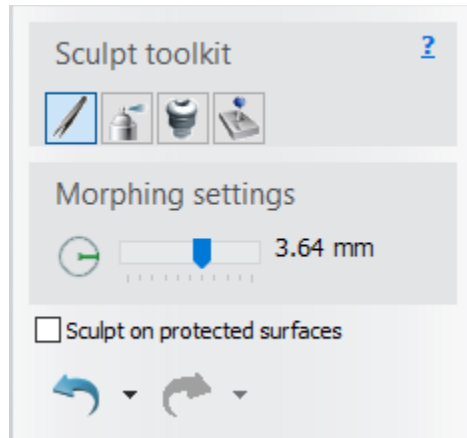 Sculpt toolkit ?
Morphing settings
3.64 mm
Sculpt on protected surfaces